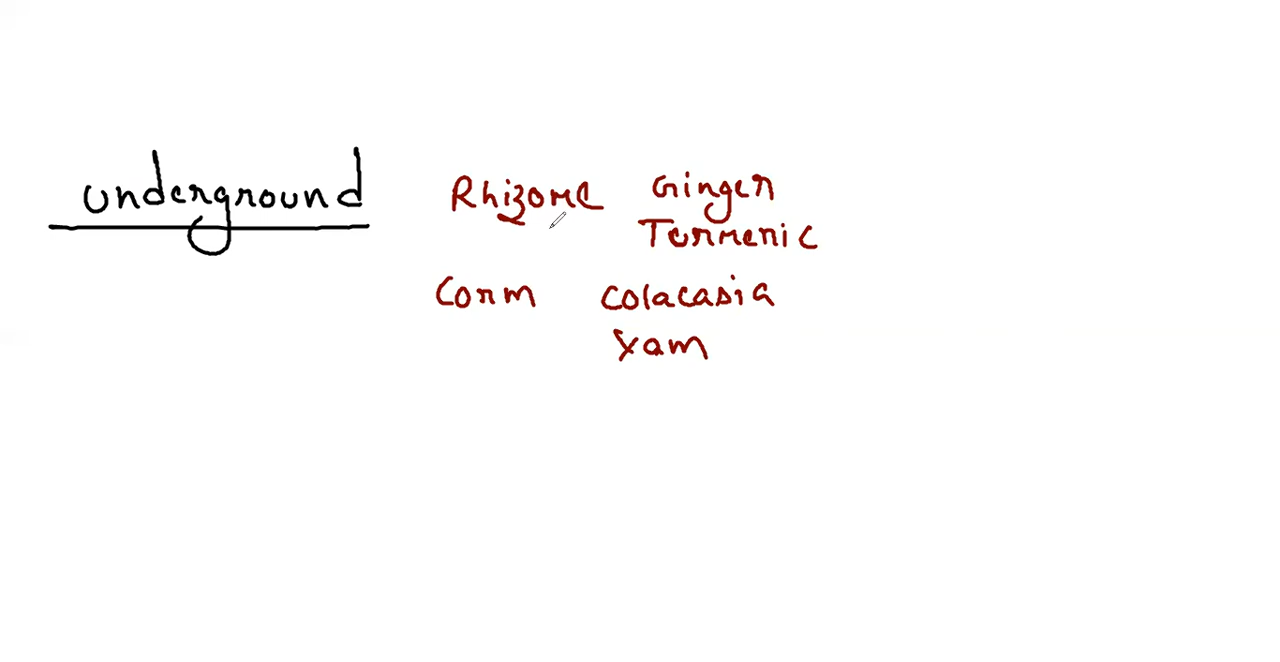 underground
Rhizome Ginger
Turmeric
Corm Colacasia
Yam